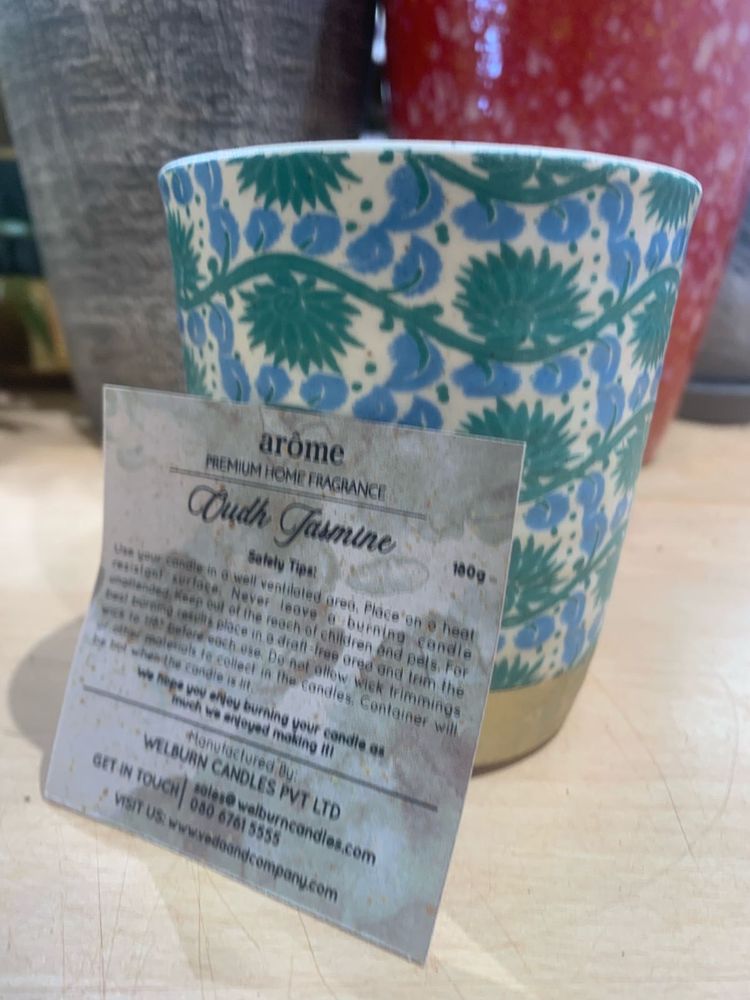 arôme
PREMIUM HOME FRAGRANCE
Oudh Jasmine
Safety Tips:
180g
Use your candle in a well ventilated area. Place on a heat
resistant surface. Never leave a burning candle
unattended. Keep out of the reach of children and pets. For
best burning results place in a draft-free area and trim the
wick to before each use. Do not allow wick trimmings
or other materials to collect in the candles. Container will
be hot when the candle is lit.
We hope you enjoy burning your candle as
much we enjoyed making it!
Manufactured By:
WELBURN CANDLES PVT LTD
GET IN TOUCH| sales@welburncandles.com
080 6761 5555
VISIT US: www.vedaandcompany.com